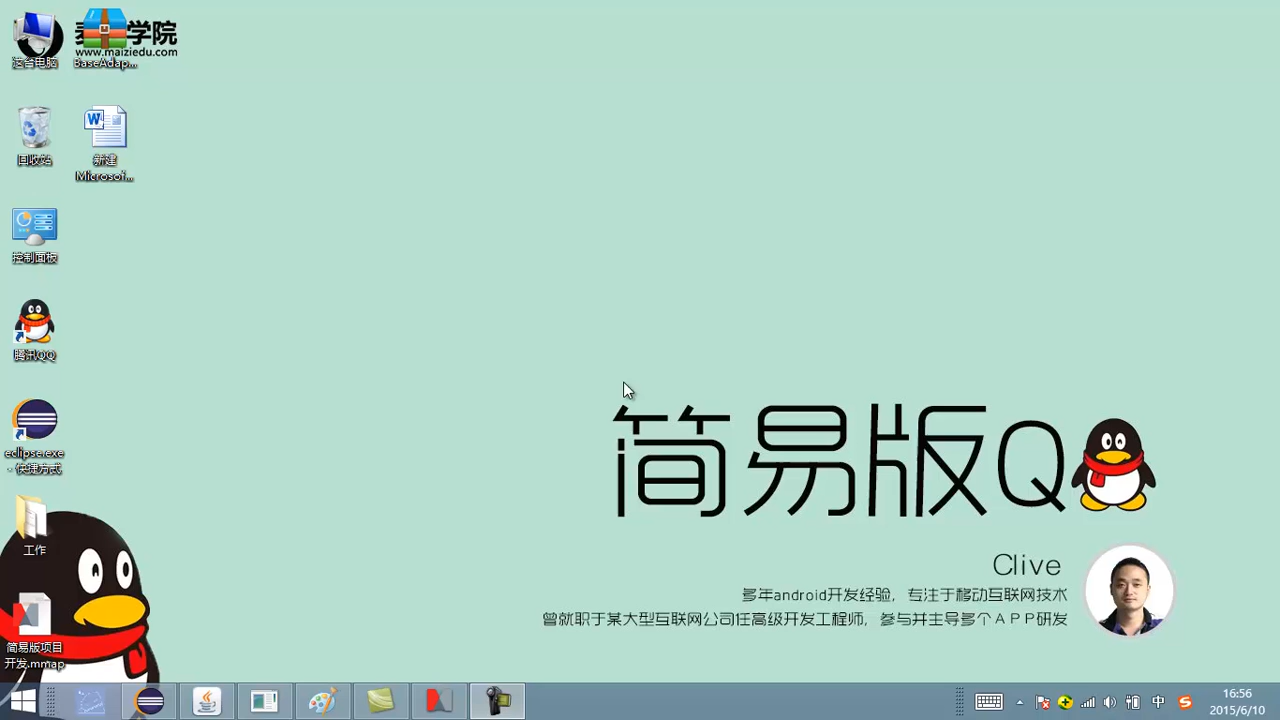 学院
www.maiziedu.com
这台电脑
BaseAdap...
回收站
新建
Microsof...
控制面板
腾讯QQ
eclipse.exe
- 快捷方式
工作
简易版项目
开发.mmap
简易版Q
Clive
多年android开发经验，专注于移动互联网技术
曾就职于某大型互联网公司任高级开发工程师，参与并主导多个APP研发
中
16:56
2015/6/10